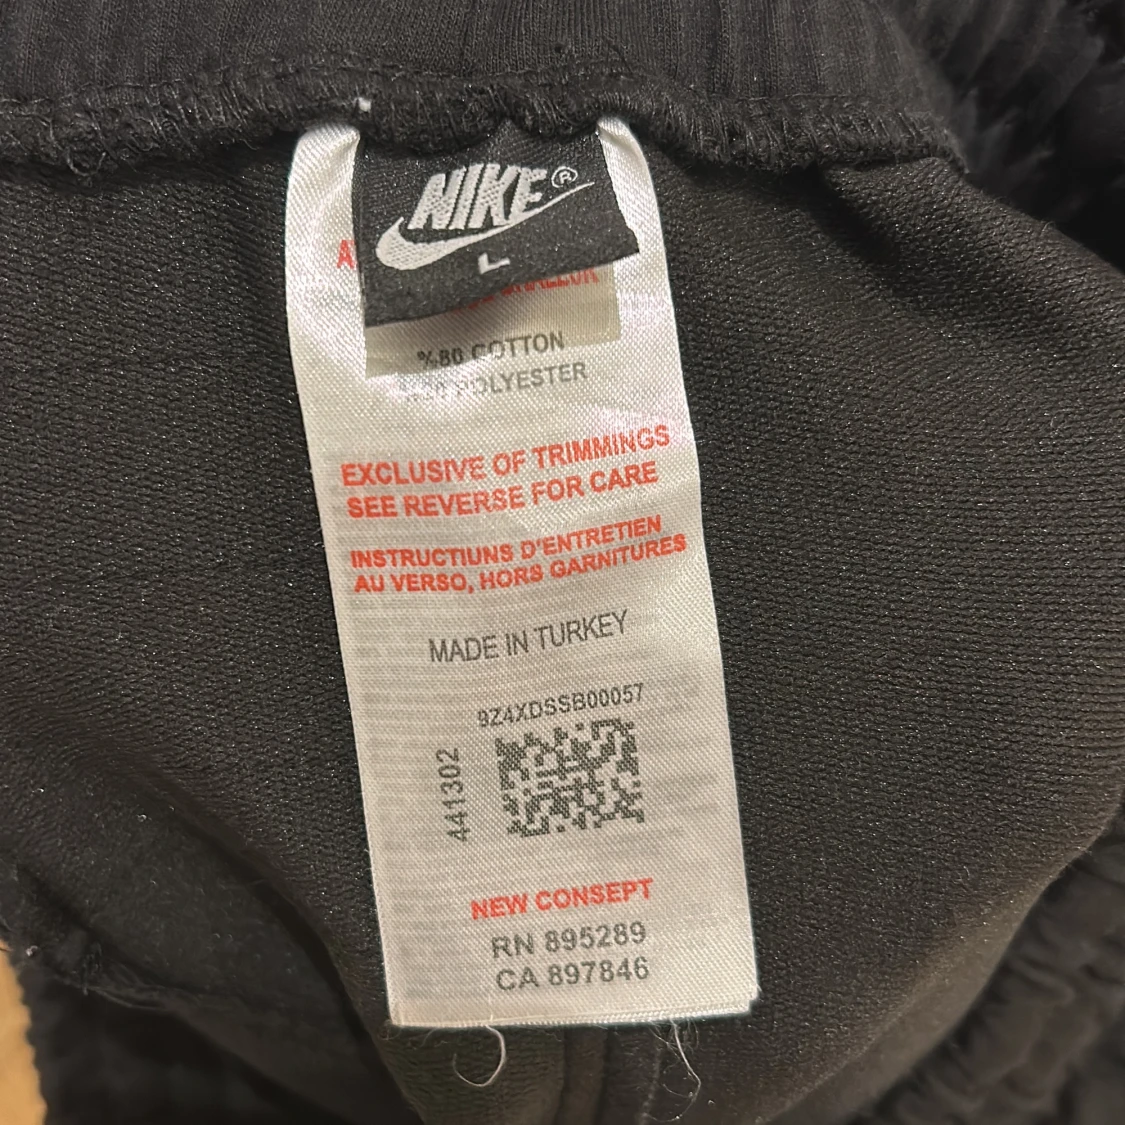 NIKE®
L
%80 COTTON
POLYESTER
EXCLUSIVE OF TRIMMINGS
SEE REVERSE FOR CARE
INSTRUCTIUNS D'ENTRETIEN
AU VERSO, HORS GARNITURES
MADE IN TURKEY
9Z4XDSSB00057
441302
NEW CONSEPT
RN 895289
CA 897846